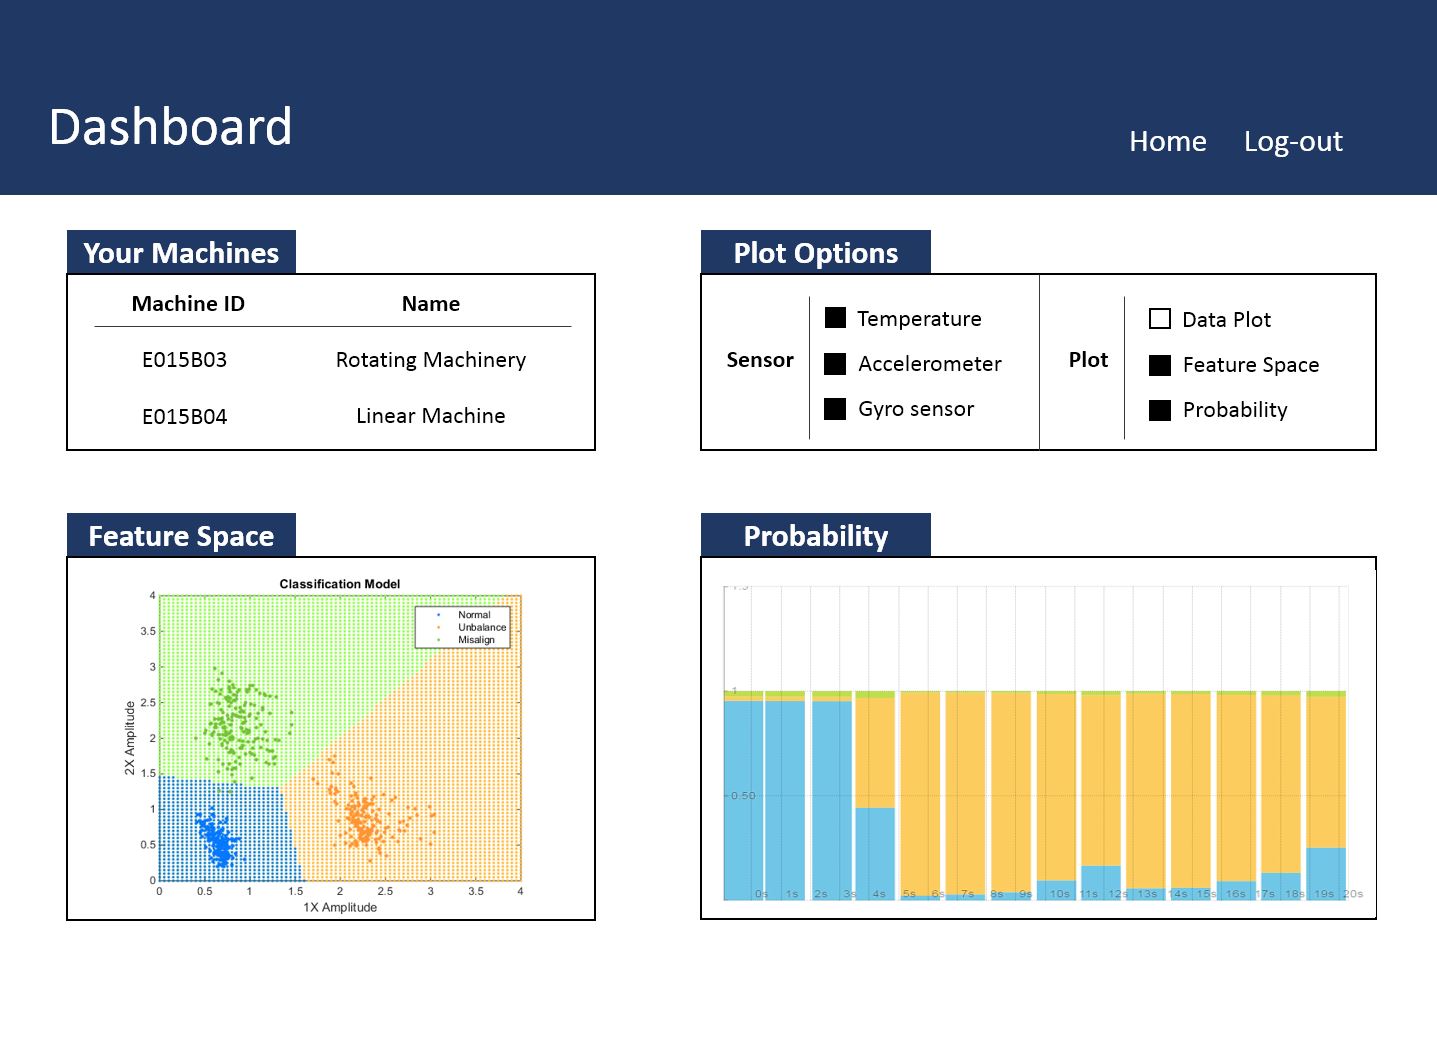 Dashboard
Home Log-out
Your Machines
Machine ID Name
E015B03 Rotating Machinery
E015B04 Linear Machine
Plot Options
Sensor
Temperature
Accelerometer
Gyro sensor
Plot
Data Plot
Feature Space
Probability
Feature Space
Classification Model
Normal
Unbalance
Misalign
2X Amplitude
4
3.5
3
2.5
2
1.5
1
0.5
0
0 0.5 1 1.5 2 2.5 3 3.5 4
1X Amplitude
Probability
1
0.50
0s 1s 2s 3s 4s 5s 6s 7s 8s 9s 10s 11s 12s 13s 14s 15s 16s 17s 18s 19s 20s